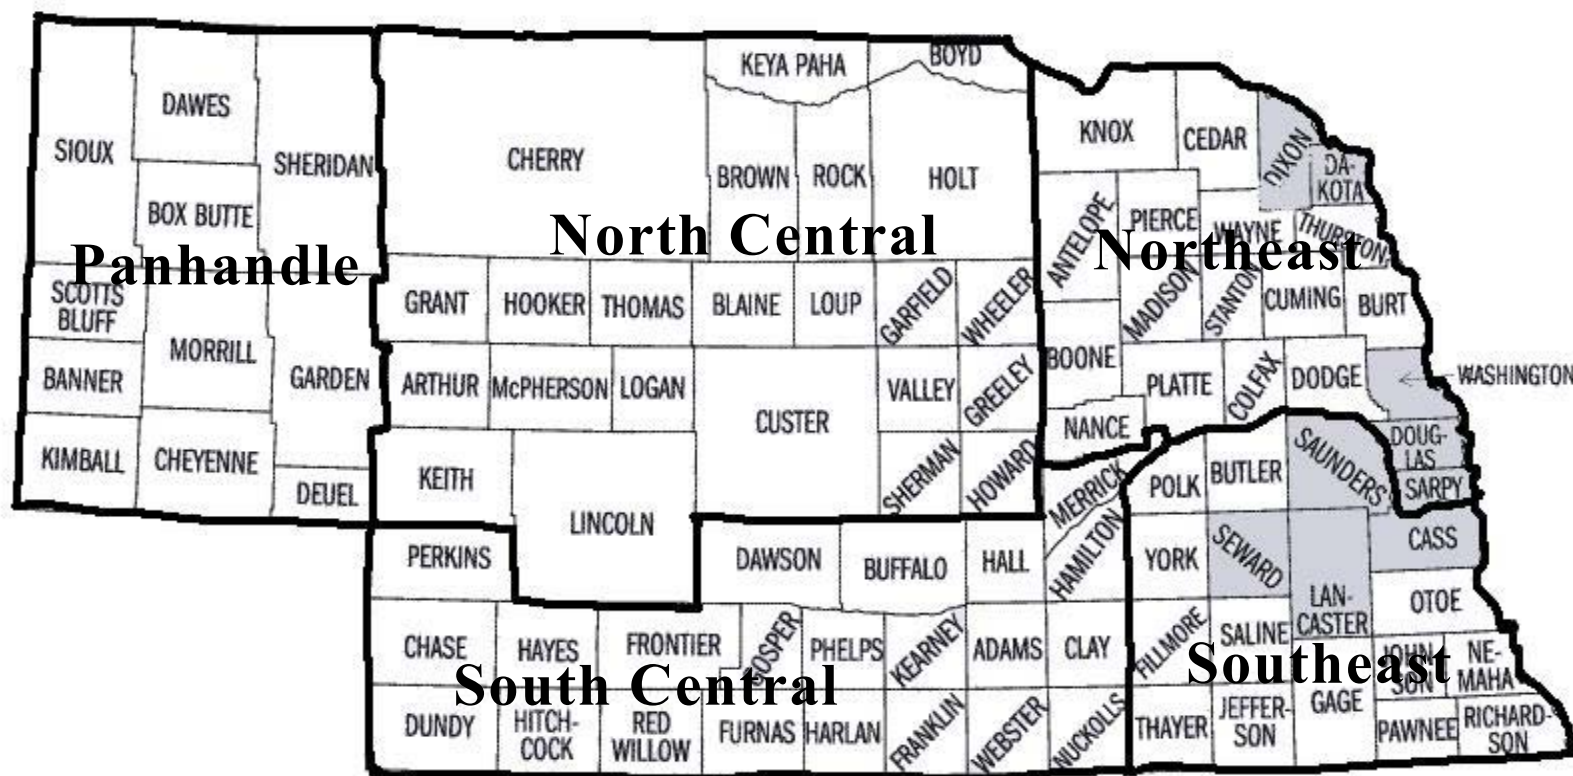 SIOUX
DAWES
SHERIDAN
BOX BUTTE
Panhandle
SCOTTS
BLUFF
MORRILL
BANNER
GARDEN
KIMBALL
CHEYENNE
DEUEL
KEYA PAHA
BOYD
CHERRY
BROWN
ROCK
HOLT
North Central
GRANT
HOOKER
THOMAS
BLAINE
LOUP
GARFIELD
WHEELER
ARTHUR
McPHERSON
LOGAN
CUSTER
VALLEY
GREELEY
KEITH
LINCOLN
SHERMAN
HOWARD
KNOX
CEDAR
DIXON
DA-
KOTA
ANTELOPE
PIERCE
WAYNE
THURSTON
Northeast
MADISON
STANTON
CUMING
BURT
BOONE
PLATTE
COLFAX
DODGE
WASHINGTON
NANCE
DOUG-
LAS
SARPY
PERKINS
DAWSON
BUFFALO
HALL
MERRICK
HAMILTON
CHASE
HAYES
FRONTIER
GOSPER
PHELPS
KEARNEY
ADAMS
CLAY
South Central
DUNDY
HITCH-
COCK
RED
WILLOW
FURNAS
HARLAN
FRANKLIN
WEBSTER
NUCKOLLS
POLK
BUTLER
SAUNDERS
YORK
SEWARD
CASS
LAN-
CASTER
OTOE
FILLMORE
SALINE
Southeast
JOHN-
SON
NE-
MAHA
THAYER
JEFFER-
SON
GAGE
PAWNEE
RICHARD-
SON